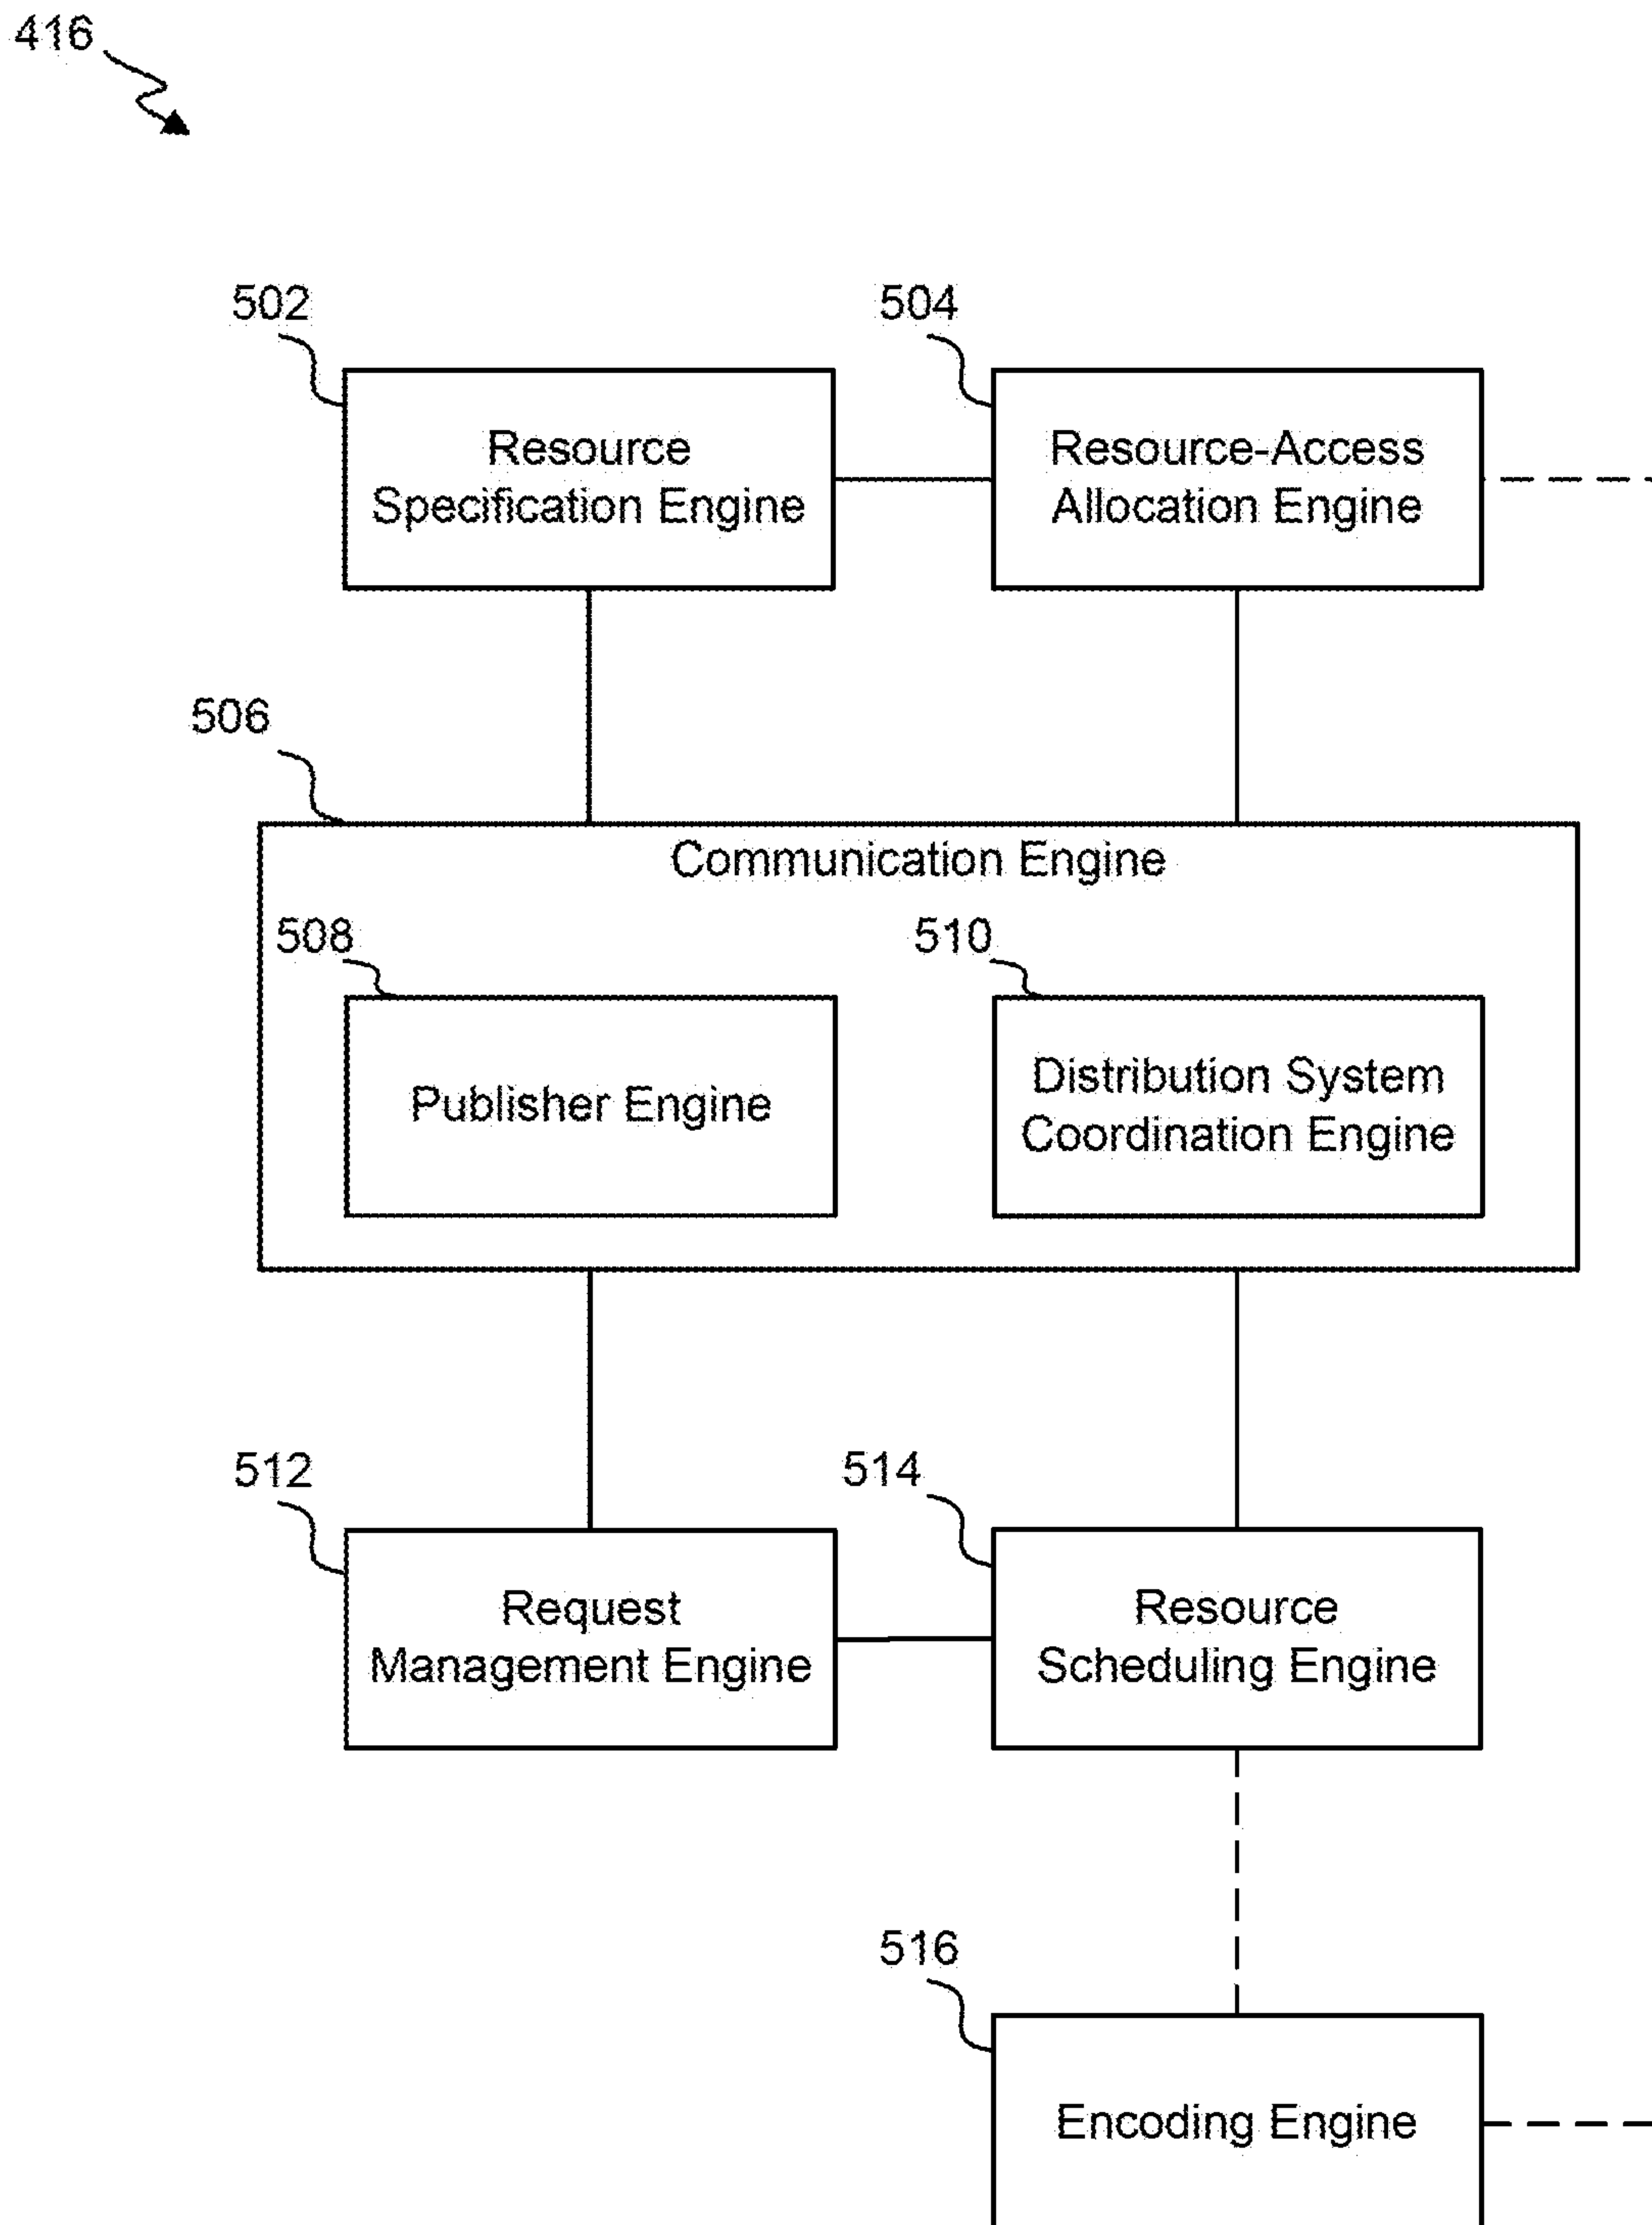 416
502
504
Resource
Specification Engine
Resource-Access
Allocation Engine
506
Communication Engine
508
510
Publisher Engine
Distribution System
Coordination Engine
512
514
Request
Management Engine
Resource
Scheduling Engine
516
Encoding Engine